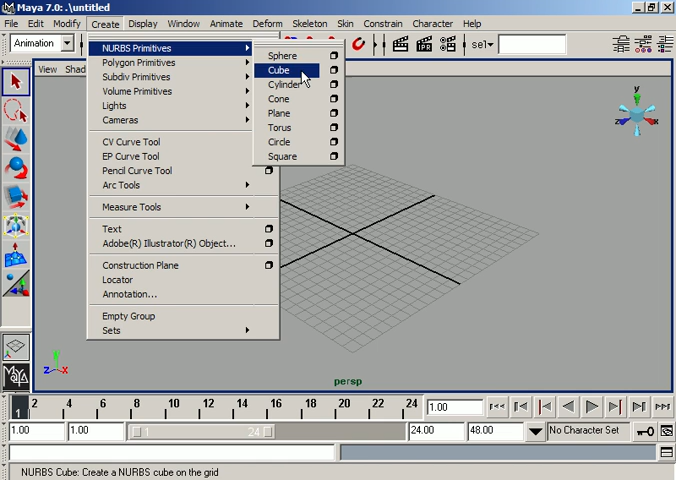 Maya 7.0: .\untitled
File Edit Modify Create Display Window Animate Deform Skeleton Skin Constrain Character
Animation
sel
View Shad
NURBS Primitives
Polygon Primitives
Subdiv Primitives
Volume Primitives
Lights
Cameras
CV Curve Tool
EP Curve Tool
Pencil Curve Tool
Arc Tools
Measure Tools
Text
Adobe(R) Illustrator(R) Object...
Construction Plane
Locator
Annotation...
Empty Group
Sets
Sphere
Cube
Cylinder
Cone
Plane
Torus
Circle
Square
y
z x
y
z x
persp
MAYA
1 2 4 6 8 10 12 14 16 18 20 22 24
1.00
1.00 1.00 1 24 24.00 48.00 No Character Set
NURBS Cube: Create a NURBS cube on the grid